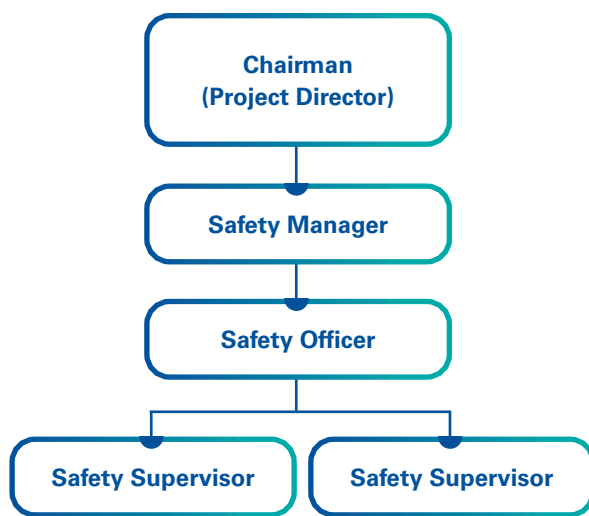 Chairman
(Project Director)
Safety Manager
Safety Officer
Safety Supervisor
Safety Supervisor